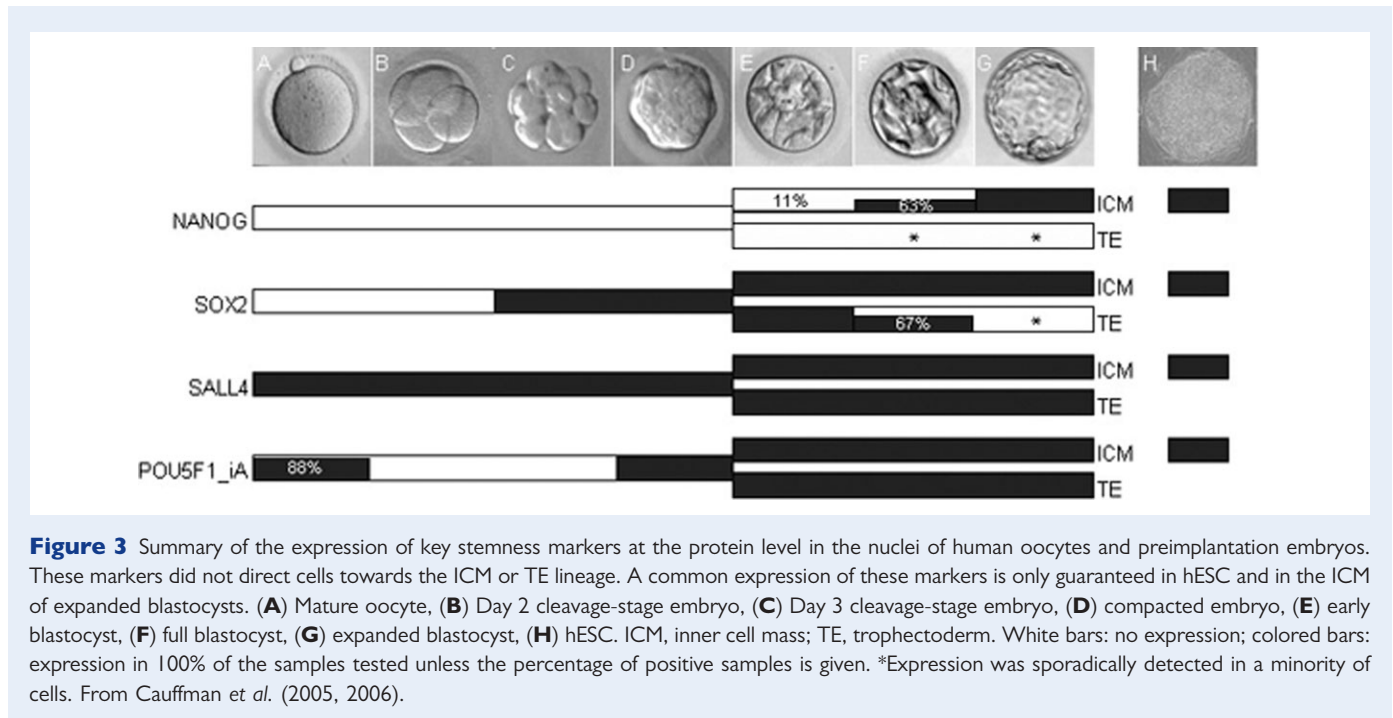 A B C D E F G H
11% 63% ICM
NANOG
* * TE
ICM
SOX2
67% * TE
ICM
SALL4
TE
ICM
POU5F1_iA 88%
TE
Figure 3 Summary of the expression of key stemness markers at the protein level in the nuclei of human oocytes and preimplantation embryos.
These markers did not direct cells towards the ICM or TE lineage. A common expression of these markers is only guaranteed in hESC and in the ICM
of expanded blastocysts. (A) Mature oocyte, (B) Day 2 cleavage-stage embryo, (C) Day 3 cleavage-stage embryo, (D) compacted embryo, (E) early
blastocyst, (F) full blastocyst, (G) expanded blastocyst, (H) hESC. ICM, inner cell mass; TE, trophectoderm. White bars: no expression; colored bars:
expression in 100% of the samples tested unless the percentage of positive samples is given. *Expression was sporadically detected in a minority of
cells. From Cauffman et al. (2005, 2006).